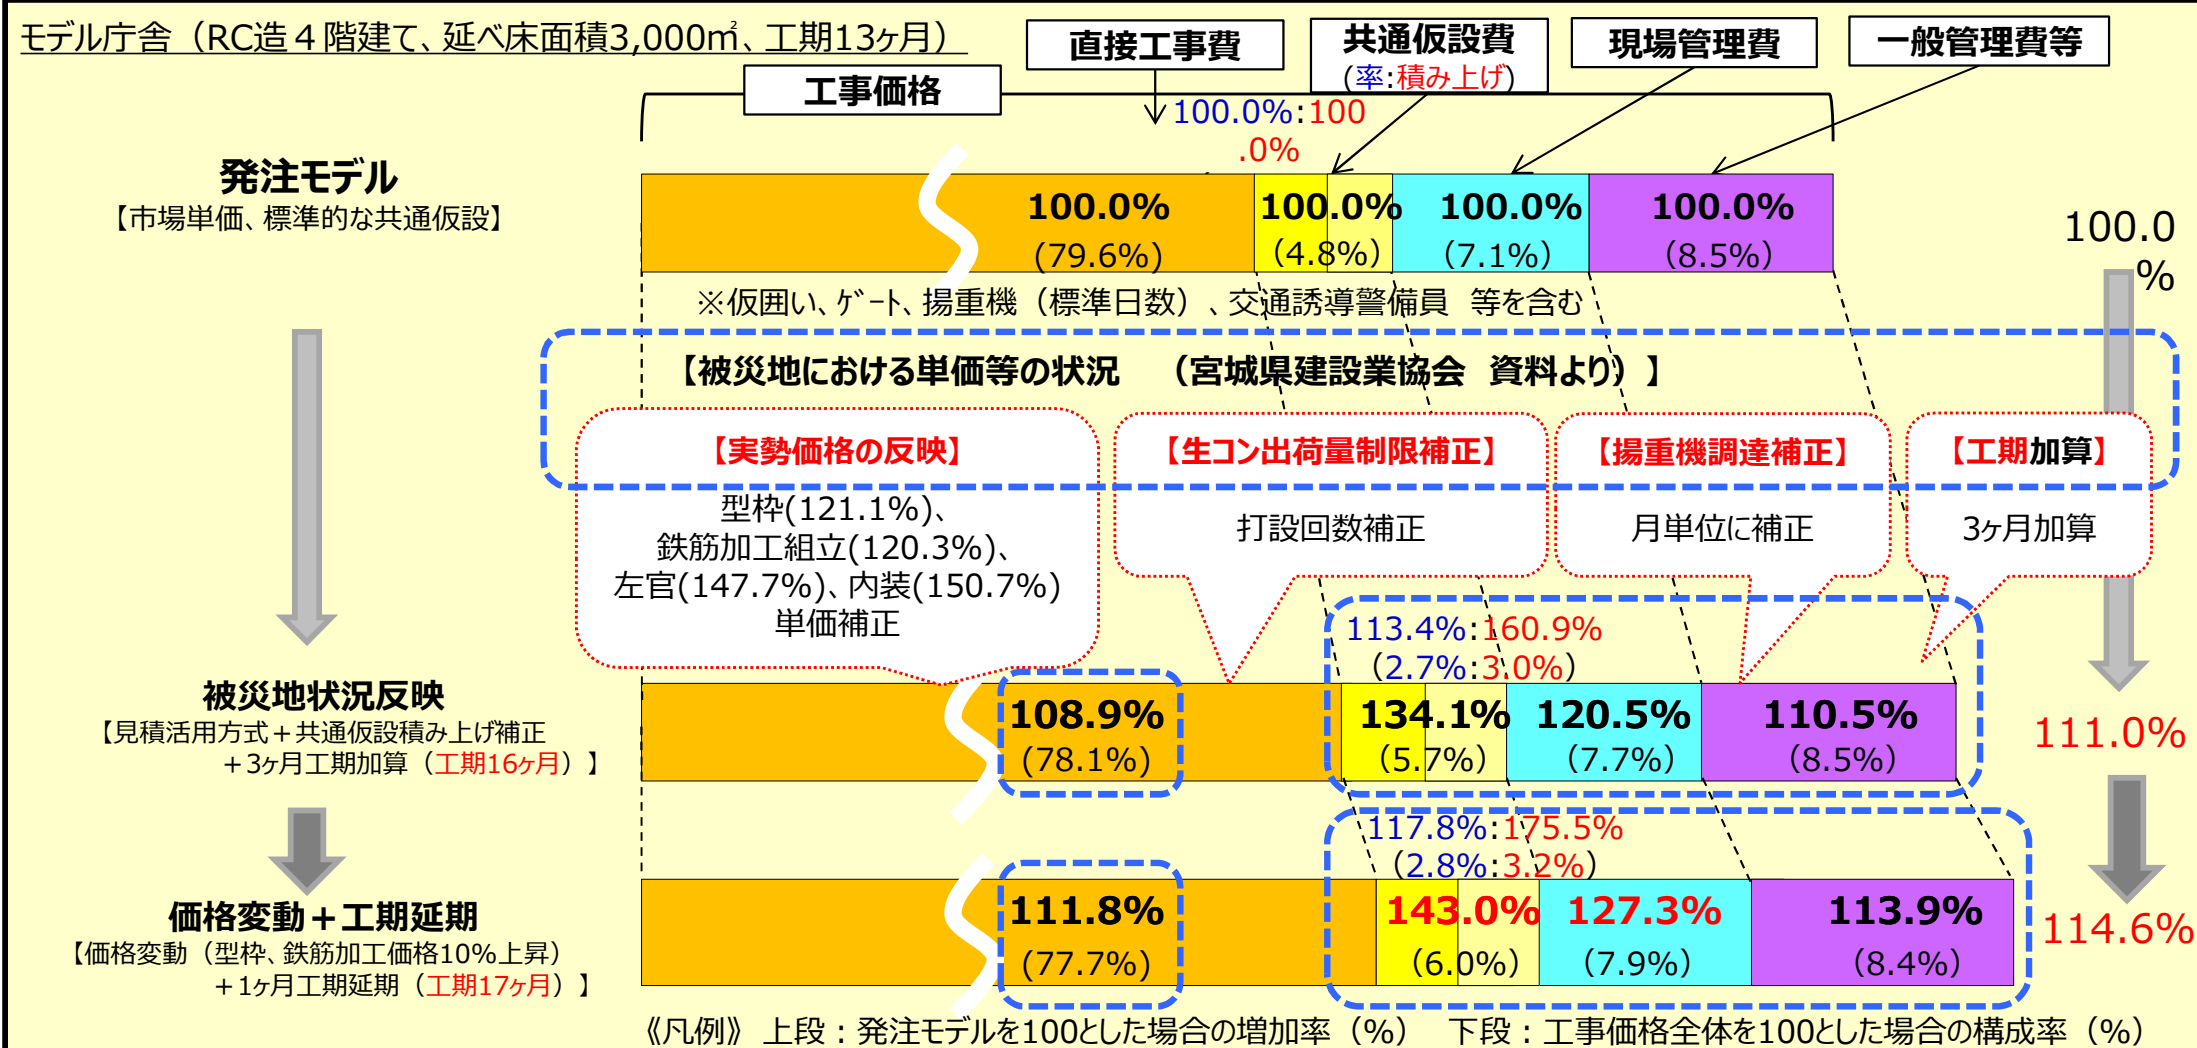 モデル庁舎（RC造４階建て、延べ床面積3,000㎡、工期13ヶ月）
直接工事費
共通仮設費
(率:積み上げ)
現場管理費
一般管理費等
工事価格
100.0%:100
.0%
発注モデル
【市場単価、標準的な共通仮設】
100.0%
(79.6%)
100.0%
(4.8%)
100.0%
(7.1%)
100.0%
(8.5%)
100.0
%
※仮囲い、ｹﾞｰﾄ、揚重機（標準日数）、交通誘導警備員 等を含む
【被災地における単価等の状況 （宮城県建設業協会 資料より）】
【実勢価格の反映】
型枠(121.1%)、
鉄筋加工組立(120.3%)、
左官(147.7%)、内装(150.7%)
単価補正
【生コン出荷量制限補正】
打設回数補正
【揚重機調達補正】
月単位に補正
【工期加算】
3ヶ月加算
113.4%:160.9%
(2.7%:3.0%)
被災地状況反映
【見積活用方式＋共通仮設積み上げ補正
＋3ヶ月工期加算（工期16ヶ月）】
108.9%
(78.1%)
134.1%
(5.7%)
120.5%
(7.7%)
110.5%
(8.5%)
111.0%
117.8%:175.5%
(2.8%:3.2%)
価格変動＋工期延期
【価格変動（型枠、鉄筋加工価格10%上昇）
＋1ヶ月工期延期（工期17ヶ月）】
111.8%
(77.7%)
143.0%
(6.0%)
127.3%
(7.9%)
113.9%
(8.4%)
114.6%
《凡例》 上段：発注モデルを100とした場合の増加率（%） 下段：工事価格全体を100とした場合の構成率（%）